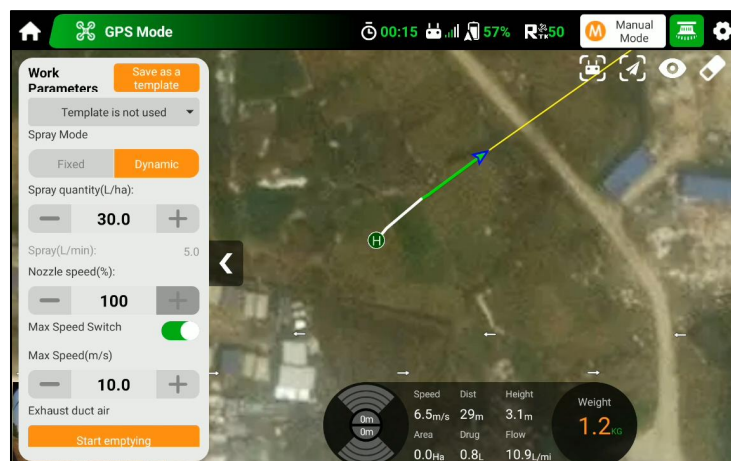 GPS Mode
00:15
57%
R TK 50
M
Manual
Mode
Work
Parameters
Save as a
template
Template is not used
Spray Mode
Fixed
Dynamic
Spray quantity(L/ha):
30.0
Spray(L/min):
5.0
Nozzle speed(%):
100
Max Speed Switch
Max Speed(m/s)
10.0
Exhaust duct air
Start emptying
H
0m
0m
Speed
Dist
Height
6.5m/s
29m
3.1m
Area
Drug
Flow
0.0Ha
0.8L
10.9L/mi
Weight
1.2KG